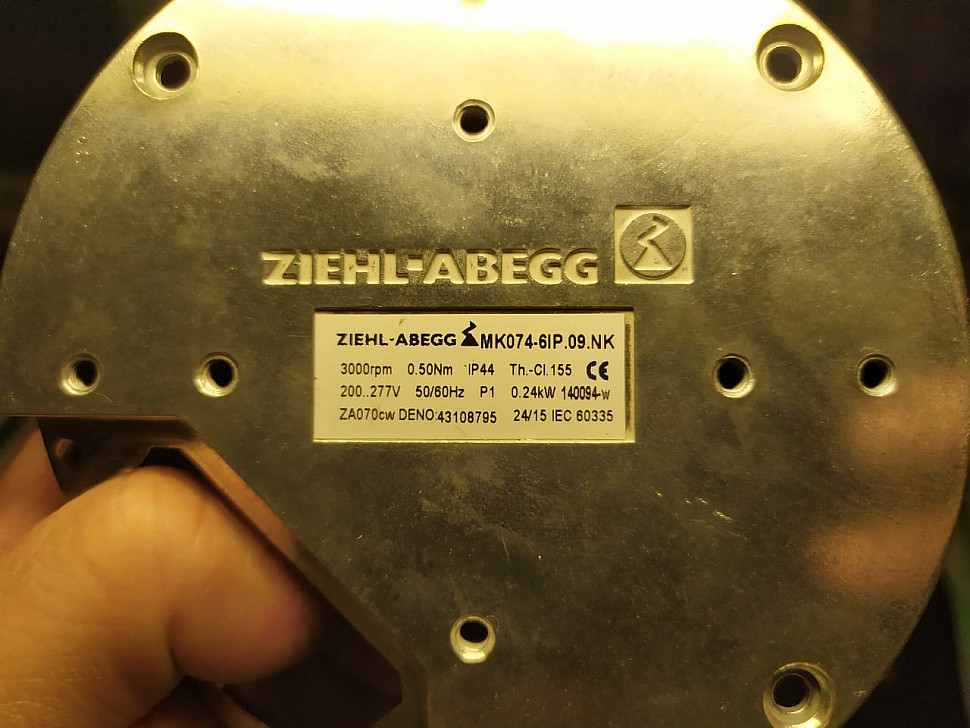 ZIEHL-ABEGG
ZIEHL-ABEGG MK074-6IP.09.NK
3000rpm 0.50Nm IP44 Th.-Cl.155 CE
200..277V 50/60Hz P1 0.24kW 140094-w
ZA070cw DENO:43108795 24/15 IEC 60335